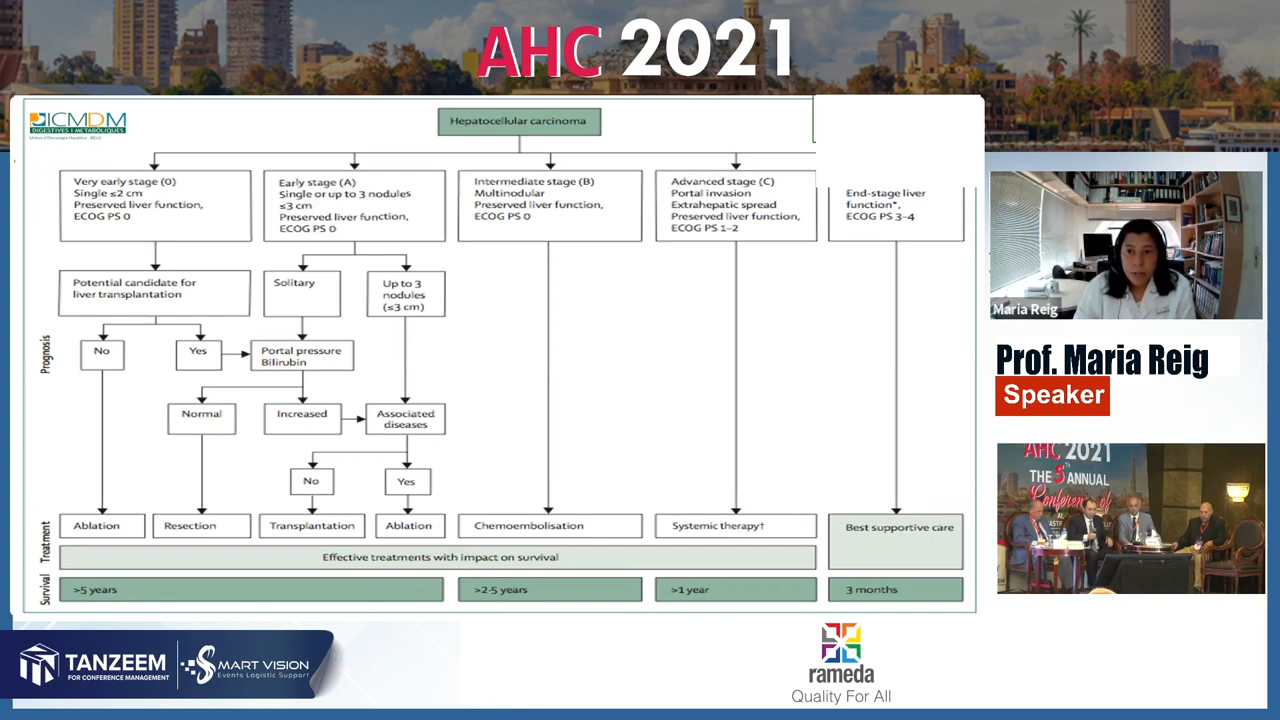 AHC 2021
ICMDM
DIGESTIVES I METABÒLIQUES
Hepatocellular carcinoma
Very early stage (0)
Single ≤2 cm
Preserved liver function,
ECOG PS 0
Early stage (A)
Single or up to 3 nodules
≤3 cm
Preserved liver function,
ECOG PS 0
Intermediate stage (B)
Multinodular
Preserved liver function,
ECOG PS 0
Advanced stage (C)
Portal invasion
Extrahepatic spread
Preserved liver function,
ECOG PS 1–2
End-stage liver
function*,
ECOG PS 3–4
Potential candidate for
liver transplantation
Solitary
Up to 3
nodules
(≤3 cm)
Prognosis
No
Yes
Portal pressure
Bilirubin
Normal
Increased
Associated
diseases
No
Yes
Treatment
Ablation
Resection
Transplantation
Ablation
Chemoembolisation
Systemic therapy†
Best supportive care
Effective treatments with impact on survival
Survival
>5 years
>2·5 years
>1 year
3 months
Maria Reig
Prof. Maria Reig
Speaker
AHC 2021
THE 5TH ANNUAL
Conference of
TANZEEM
FOR CONFERENCE MANAGEMENT
SMART VISION
Events Logistic Support
rameda
Quality For All